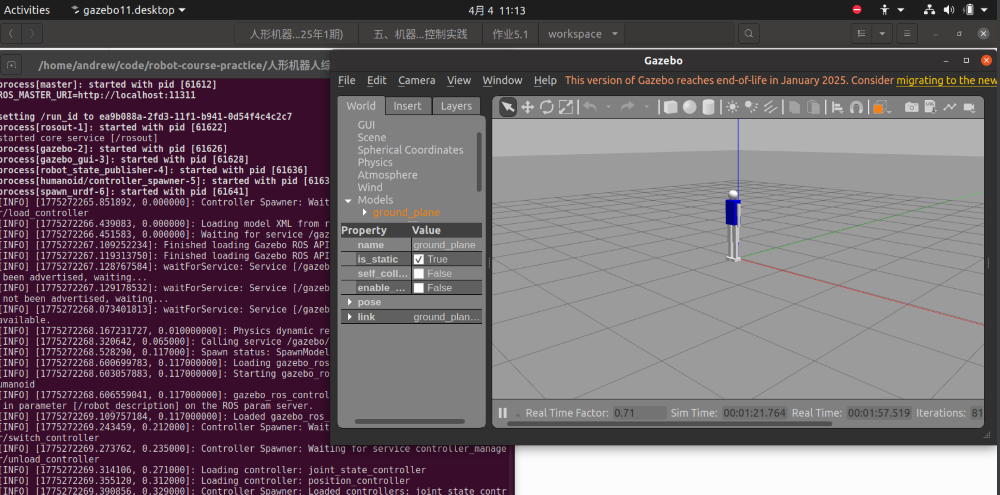 Activities
gazebo11.desktop
4月 4 11:13
人形机器...25年1期)
五、机器...控制实践
作业5.1
workspace
/home/andrew/code/robot-course-practice/人形机器人综
process[master]: started with pid [61612]
ROS_MASTER_URI=http://localhost:11311
setting /run_id to ea9b088a-2fd3-11f1-b941-0d54f4c4c2c7
process[rosout-1]: started with pid [61622]
started core service [/rosout]
process[gazebo-2]: started with pid [61626]
process[gazebo_gui-3]: started with pid [61628]
process[robot_state_publisher-4]: started with pid [61636]
process[humanoid/controller_spawner-5]: started with pid [6163
process[spawn_urdf-6]: started with pid [61641]
[INFO] [1775272265.851892, 0.000000]: Controller Spawner: Wait
r/load_controller
[INFO] [1775272266.439083, 0.000000]: Loading model XML from r
[INFO] [1775272266.451583, 0.000000]: Waiting for service /gaz
[INFO] [1775272267.109252234]: Finished loading Gazebo ROS API
[INFO] [1775272267.119313750]: Finished loading Gazebo ROS API
[INFO] [1775272267.128767584]: waitForService: Service [/gazeb
been advertised, waiting...
[INFO] [1775272267.129178532]: waitForService: Service [/gazeb
not been advertised, waiting...
[INFO] [1775272268.073401813]: waitForService: Service [/gazeb
available.
[INFO] [1775272268.167231727, 0.010000000]: Physics dynamic re
[INFO] [1775272268.320642, 0.065000]: Calling service /gazebo/
[INFO] [1775272268.528290, 0.117000]: Spawn status: SpawnModel
[INFO] [1775272268.600699783, 0.117000000]: Loading gazebo_ros
[INFO] [1775272268.603057883, 0.117000000]: Starting gazebo_ro
umanoid
[INFO] [1775272268.606559041, 0.117000000]: gazebo_ros_control
in parameter [/robot_description] on the ROS param server.
[INFO] [1775272269.109757184, 0.117000000]: Loaded gazebo_ros_
[INFO] [1775272269.243459, 0.212000]: Controller Spawner: Wait
r/switch_controller
[INFO] [1775272269.273762, 0.235000]: Controller Spawner: Waiting for service controller_manage
r/unload_controller
[INFO] [1775272269.314106, 0.271000]: Loading controller: joint_state_controller
[INFO] [1775272269.355120, 0.312000]: Loading controller: position_controller
[INFO] [1775272269.390856, 0.329000]: Controller Spawner: Loaded controllers: joint_state_contr
Gazebo
File Edit Camera View Window Help This version of Gazebo reaches end-of-life in January 2025. Consider migrating to the new
World Insert Layers
GUI
Scene
Spherical Coordinates
Physics
Atmosphere
Wind
Models
ground_plane
Property Value
name ground_plane
is_static True
self_coll... False
enable_... False
pose
link ground_plan...
LOG
Real Time Factor: 0.71 Sim Time: 00:01:21.764 Real Time: 00:01:57.519 Iterations: 81